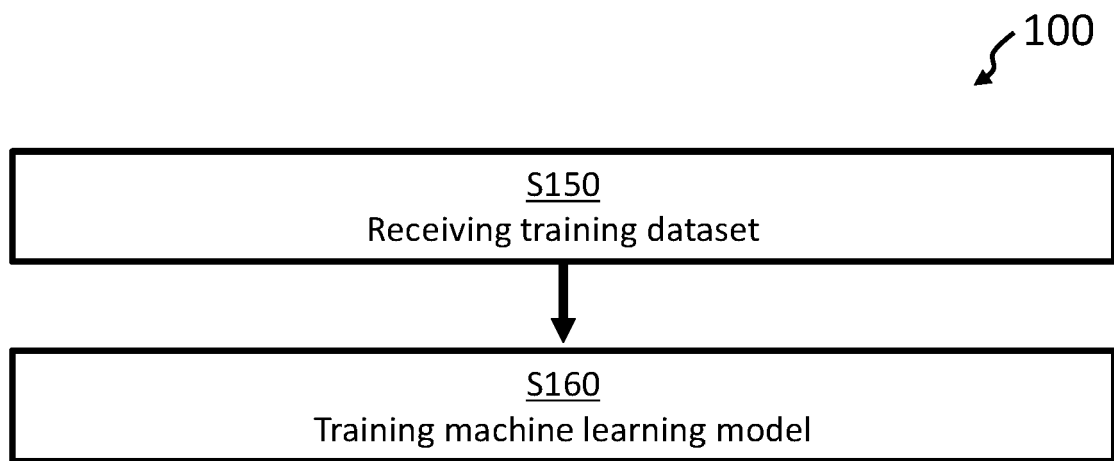 100
S150
Receiving training dataset
S160
Training machine learning model